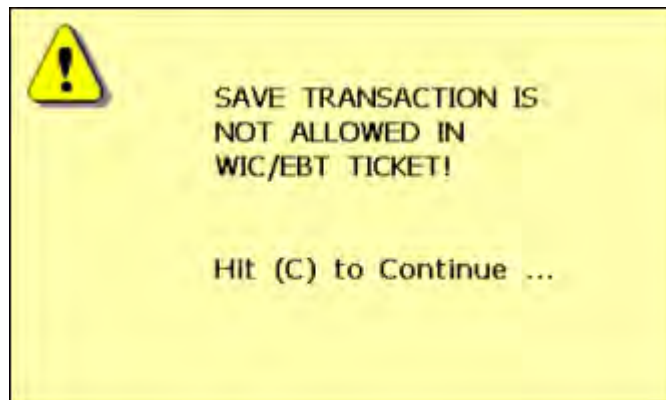 SAVE TRANSACTION IS
NOT ALLOWED IN
WIC/EBT TICKET!
Hit (C) to Continue ...